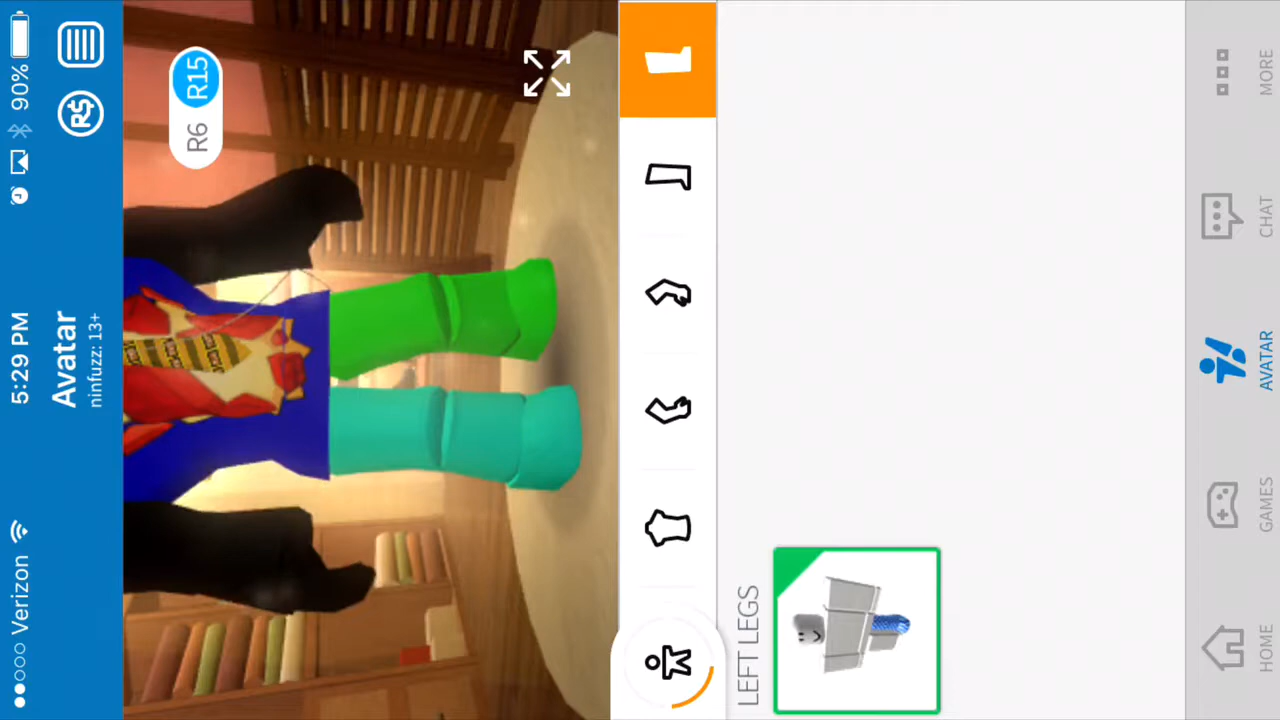 Verizon 5:29 PM 90%
Avatar
ninfuzz: 13+
R$
R6 R15
LEFT LEGS
HOME GAMES AVATAR CHAT MORE